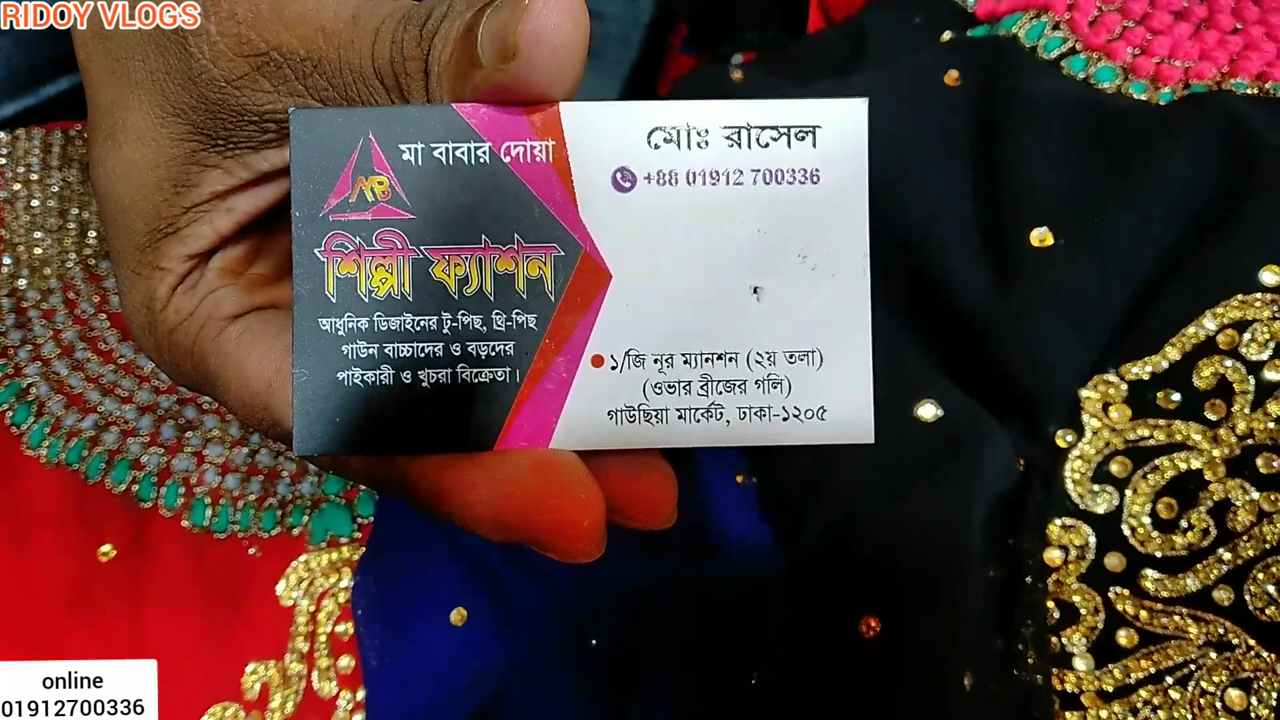 RIDOY VLOGS
মা বাবার দোয়া
শিল্পী ফ্যাশন
আধুনিক ডিজাইনের টু-পিছ, থ্রি-পিছ
গাউন বাচ্চাদের ও বড়দের
পাইকারী ও খুচরা বিক্রেতা।
মোঃ রাসেল
+88 01912 700336
১/জি নূর ম্যানশন (২য় তলা)
(ওভার ব্রীজের গলি)
গাউছিয়া মার্কেট, ঢাকা-১২০৫
online
01912700336